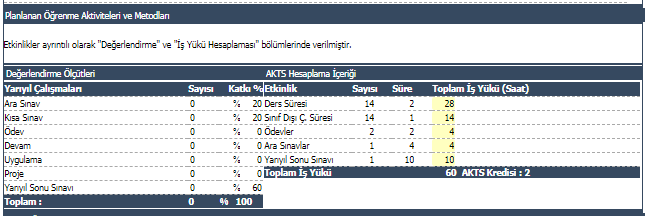 Planlanan Öğrenme Aktiviteleri ve Metodları
Etkinlikler ayrıntılı olarak "Değerlendirme" ve "İş Yükü Hesaplaması" bölümlerinde verilmiştir.
Değerlendirme Ölçütleri
Yarıyıl Çalışmaları Sayısı Katkı %
Ara Sınav 0 % 20
Kısa Sınav 0 % 20
Ödev 0 % 0
Devam 0 % 0
Uygulama 0 % 0
Proje 0 % 0
Yarıyıl Sonu Sınavı 0 % 60
Toplam : 0 % 100
AKTS Hesaplama İçeriği
Etkinlik Sayısı Süre Toplam İş Yükü (Saat)
Ders Süresi 14 2 28
Sınıf Dışı Ç. Süresi 14 1 14
Ödevler 2 2 4
Ara Sınavlar 1 4 4
Yarıyıl Sonu Sınavı 1 10 10
Toplam İş Yükü 60 AKTS Kredisi : 2